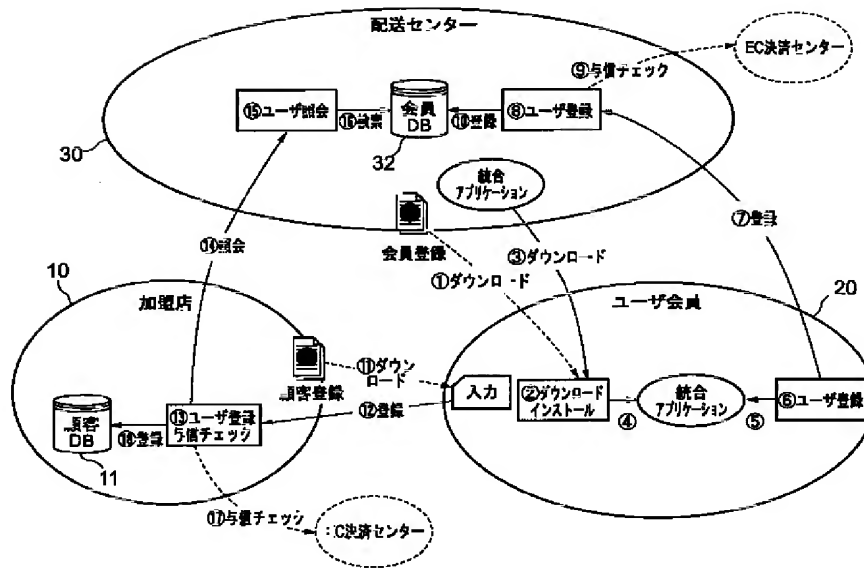 配送センター
EC決済センター
⑨与信チェック
⑮ユーザ照会
⑯検索
会員
DB
⑩登録
⑧ユーザ登録
30
32
統合
アプリケーション
会員登録
⑭照会
①ダウンロード
③ダウンロード
⑦登録
10
加盟店
20
ユーザ会員
顧客登録
⑪ダウン
ロード
入力
②ダウンロード
インストール
④
統合
アプリケーション
⑤
⑥ユーザ登録
⑫登録
顧客
DB
⑱登録
⑬ユーザ登録
与信チェック
11
⑰与信チェック
C決済センター